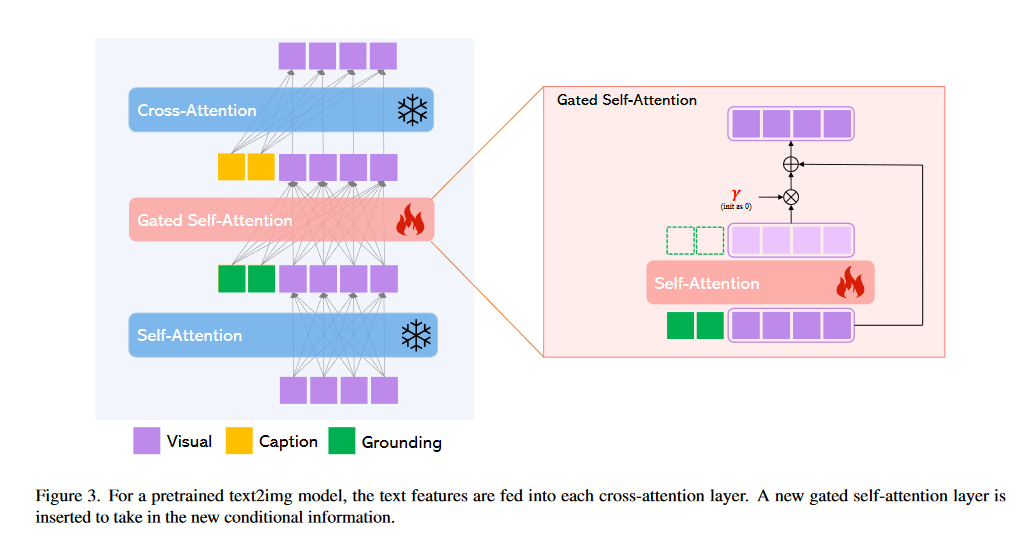 Cross-Attention
Gated Self-Attention
Self-Attention
Visual
Caption
Grounding
Gated Self-Attention
γ
(init as 0)
Self-Attention
Figure 3. For a pretrained text2img model, the text features are fed into each cross-attention layer. A new gated self-attention layer is
inserted to take in the new conditional information.